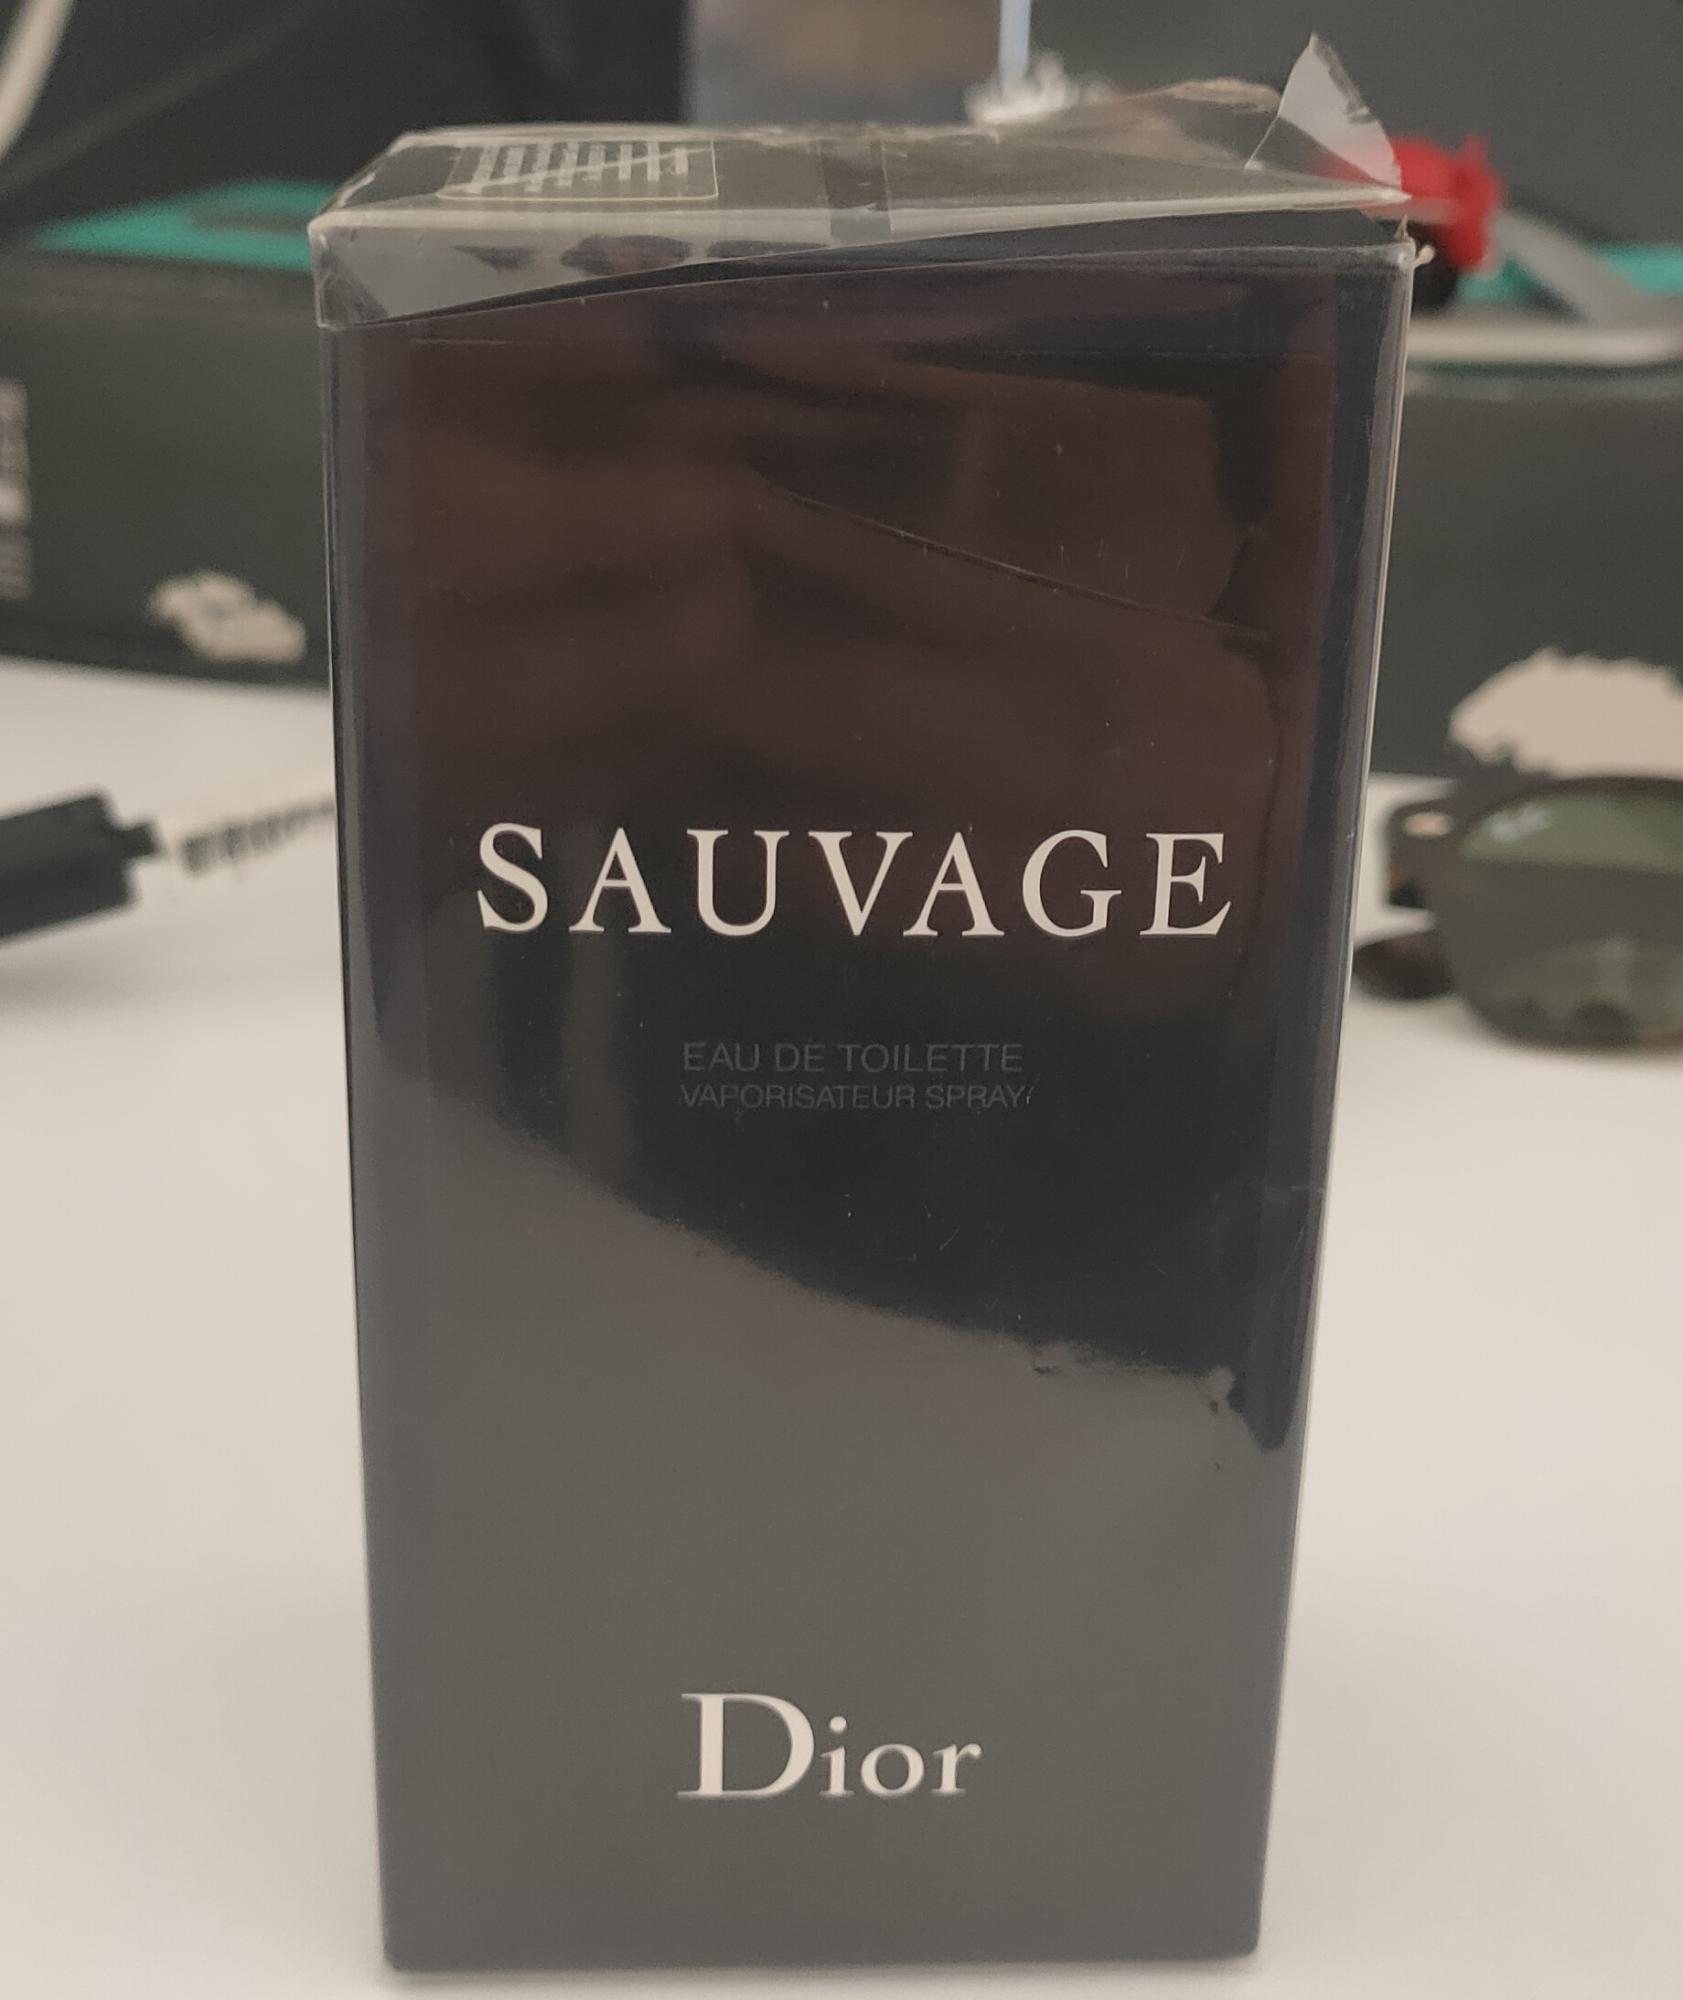 SAUVAGE
EAU DE TOILETTE
VAPORISATEUR SPRAY
Dior